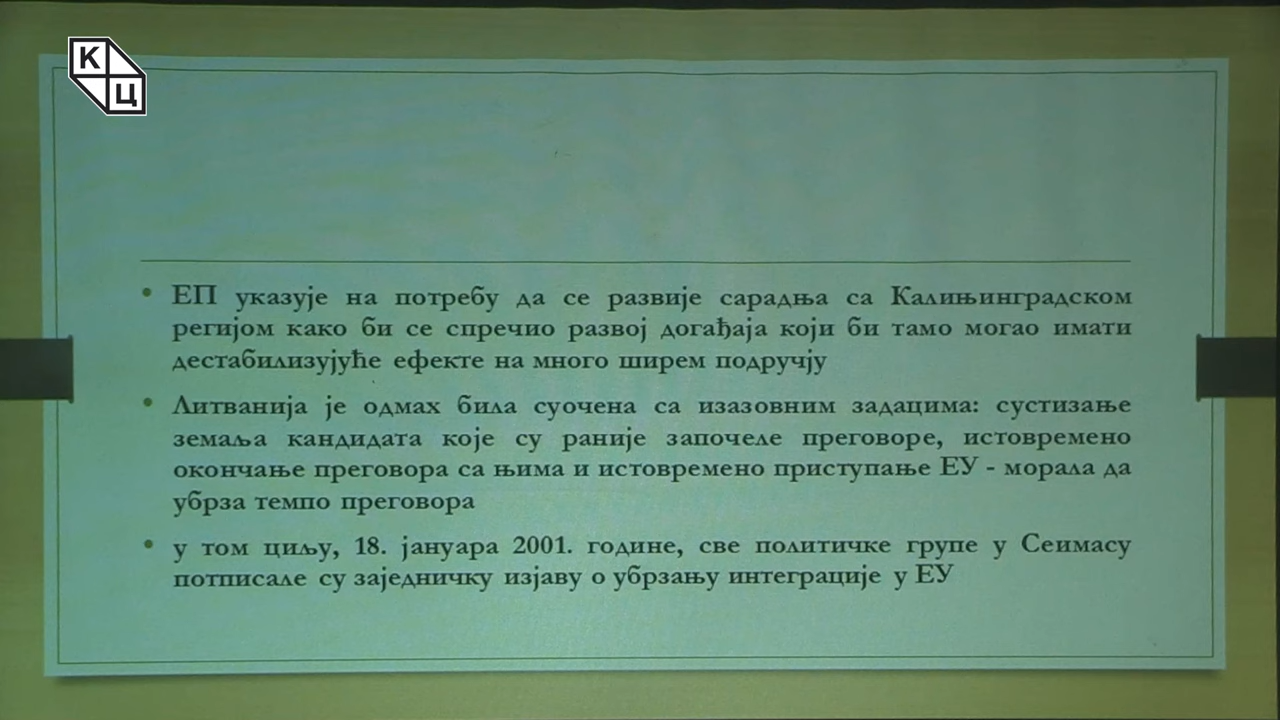 К
Ц
ЕП указује на потребу да се развије сарадња са Калињинградском
регијом како би се спречио развој догађаја који би тамо могао имати
дестабилизујуће ефекте на много ширем подручју
Литванија је одмах била суочена са изазовним задацима: сустизање
земаља кандидата које су раније започеле преговоре, истовремено
окончање преговора са њима и истовремено приступање ЕУ - морала да
убрза темпо преговора
у том циљу, 18. јануара 2001. године, све политичке групе у Сеимасу
потписале су заједничку изјаву о убрзању интеграције у ЕУ